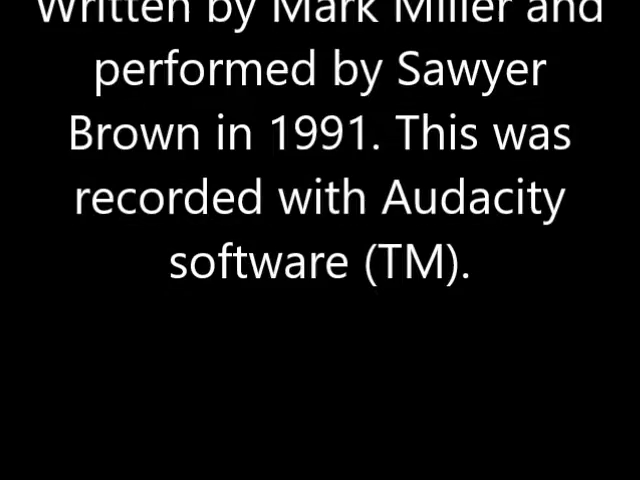 Written by Mark Miller and
performed by Sawyer
Brown in 1991. This was
recorded with Audacity
software (TM).